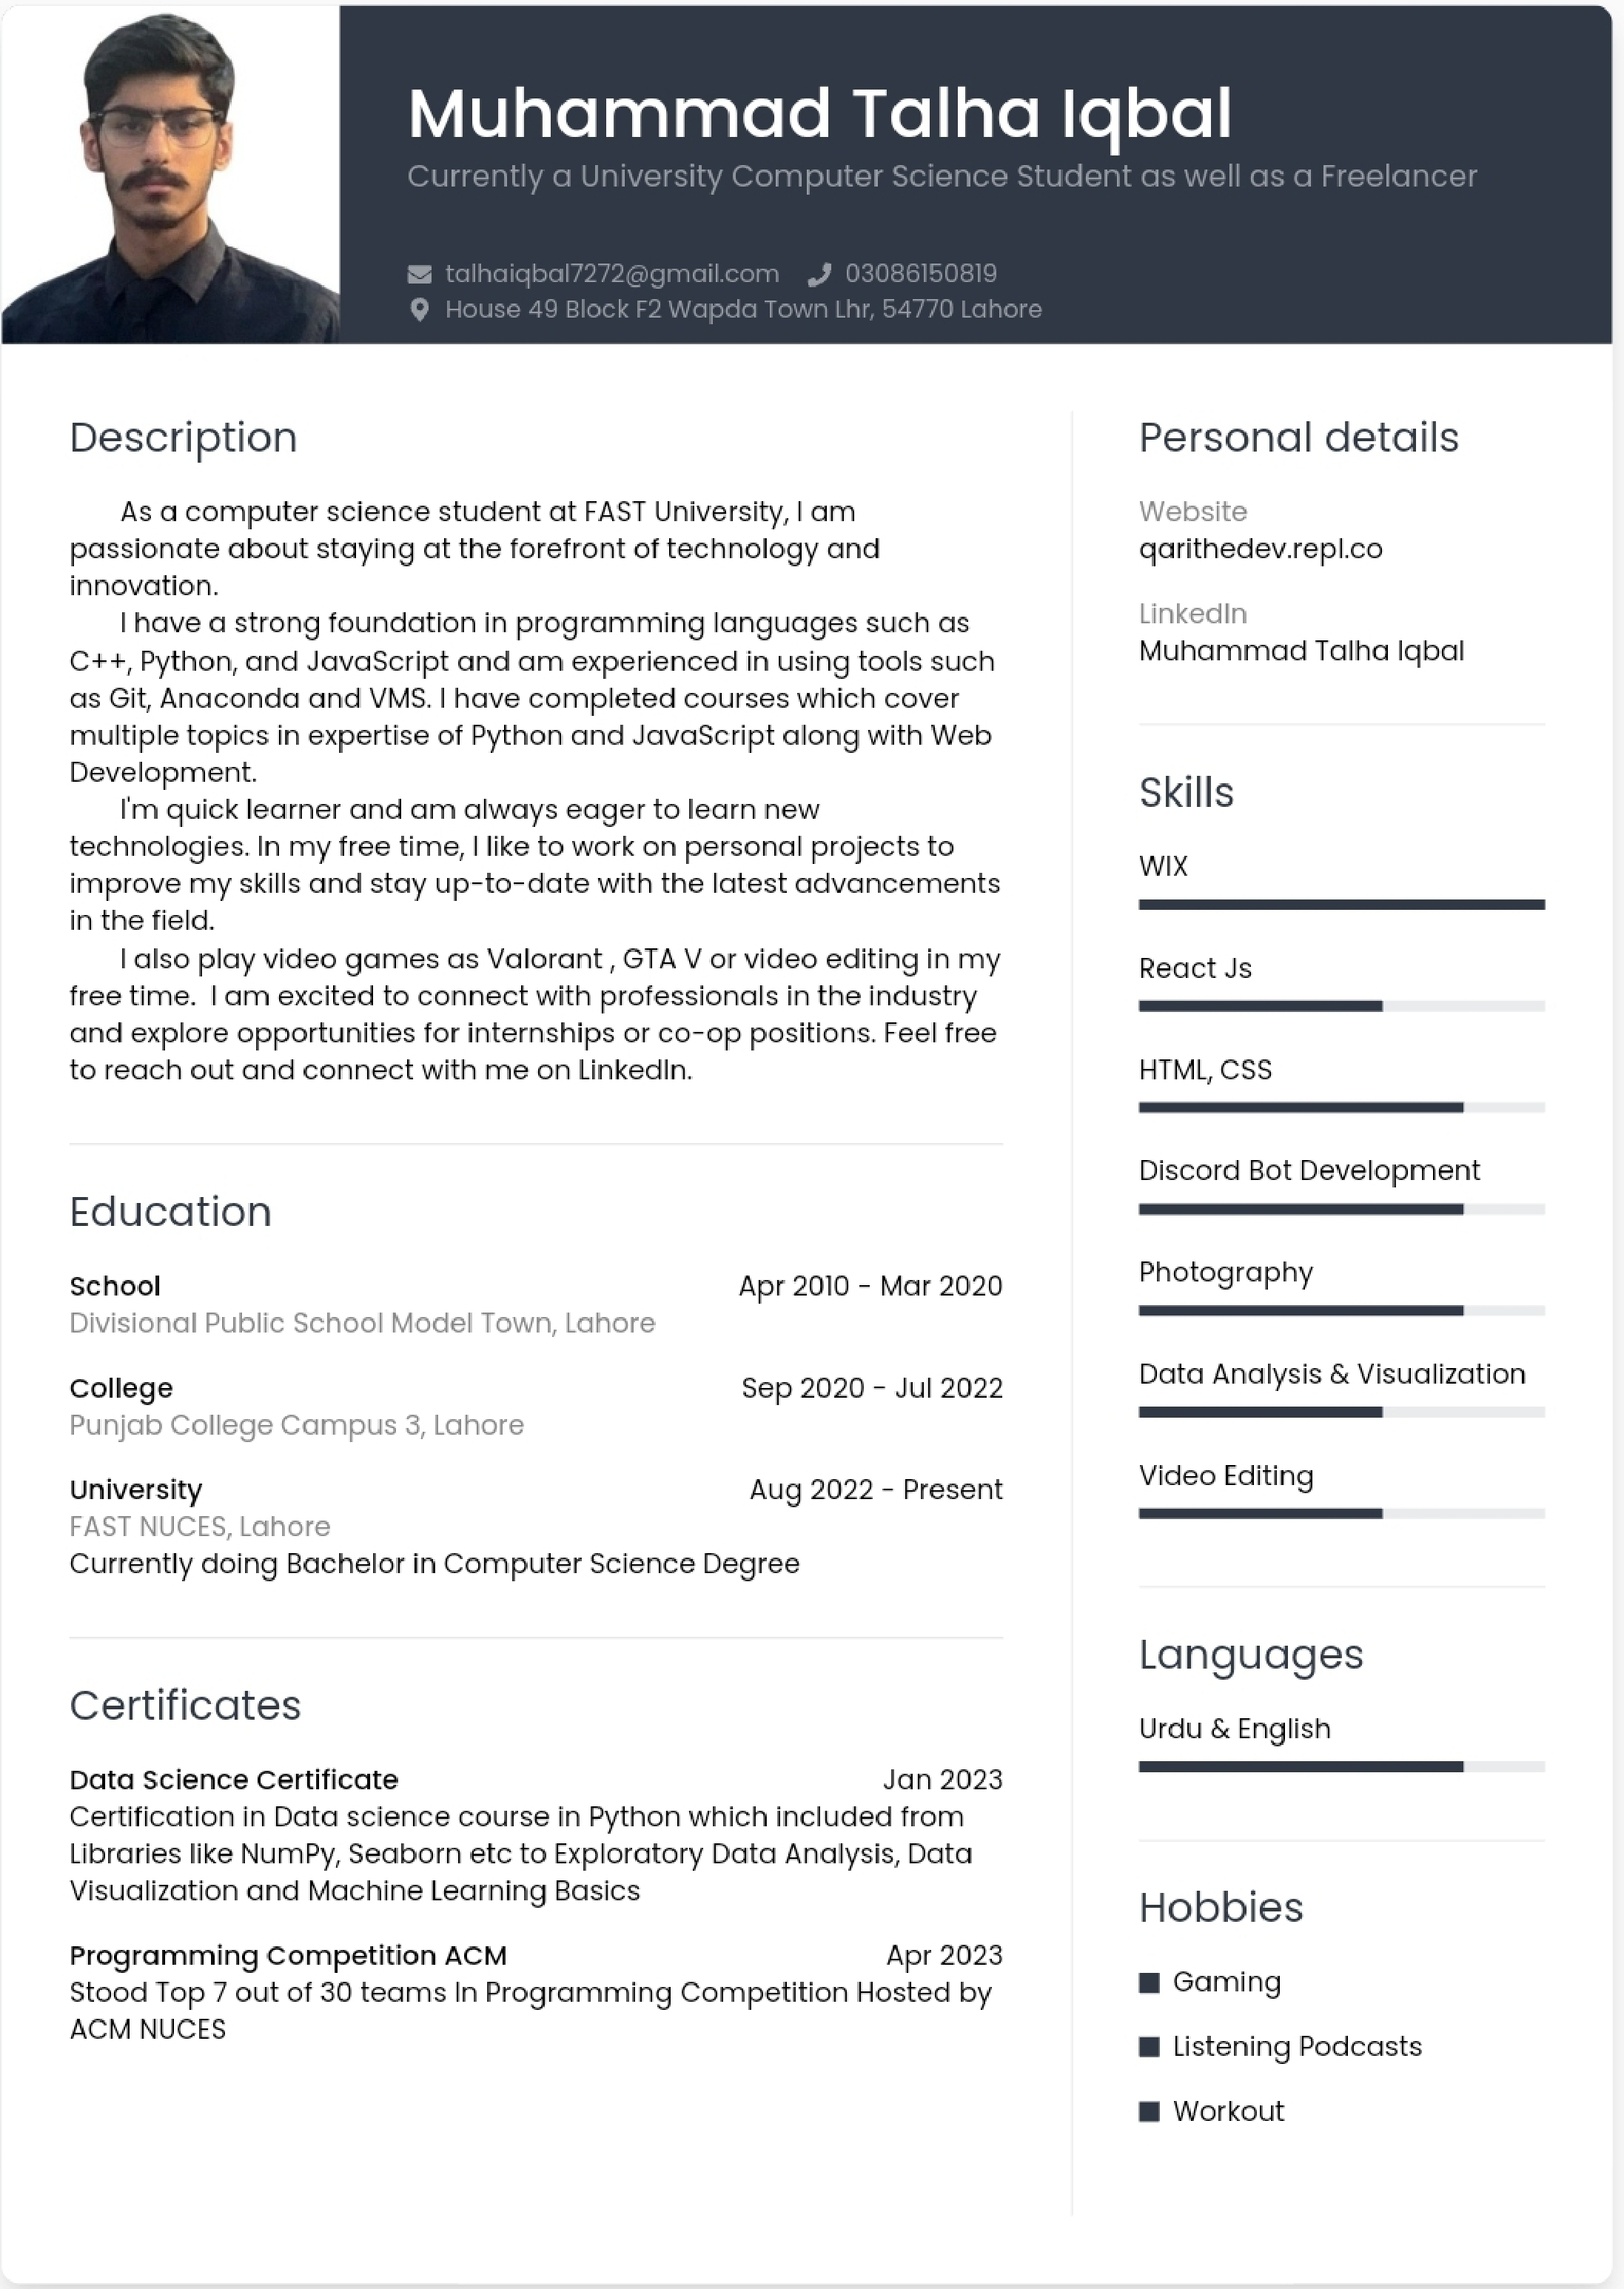 Muhammad Talha Iqbal
Currently a University Computer Science Student as well as a Freelancer
talhaiqbal7272@gmail.com 03086150819
House 49 Block F2 Wapda Town Lhr, 54770 Lahore
Description
As a computer science student at FAST University, I am
passionate about staying at the forefront of technology and
innovation.
I have a strong foundation in programming languages such as
C++, Python, and JavaScript and am experienced in using tools such
as Git, Anaconda and VMS. I have completed courses which cover
multiple topics in expertise of Python and JavaScript along with Web
Development.
I'm quick learner and am always eager to learn new
technologies. In my free time, I like to work on personal projects to
improve my skills and stay up-to-date with the latest advancements
in the field.
I also play video games as Valorant , GTA V or video editing in my
free time.  I am excited to connect with professionals in the industry
and explore opportunities for internships or co-op positions. Feel free
to reach out and connect with me on LinkedIn.
Education
School Apr 2010 - Mar 2020
Divisional Public School Model Town, Lahore
College Sep 2020 - Jul 2022
Punjab College Campus 3, Lahore
University Aug 2022 - Present
FAST NUCES, Lahore
Currently doing Bachelor in Computer Science Degree
Certificates
Data Science Certificate Jan 2023
Certification in Data science course in Python which included from
Libraries like NumPy, Seaborn etc to Exploratory Data Analysis, Data
Visualization and Machine Learning Basics
Programming Competition ACM Apr 2023
Stood Top 7 out of 30 teams In Programming Competition Hosted by
ACM NUCES
Personal details
Website
qarithedev.repl.co
LinkedIn
Muhammad Talha Iqbal
Skills
WIX
React Js
HTML, CSS
Discord Bot Development
Photography
Data Analysis & Visualization
Video Editing
Languages
Urdu & English
Hobbies
Gaming
Listening Podcasts
Workout